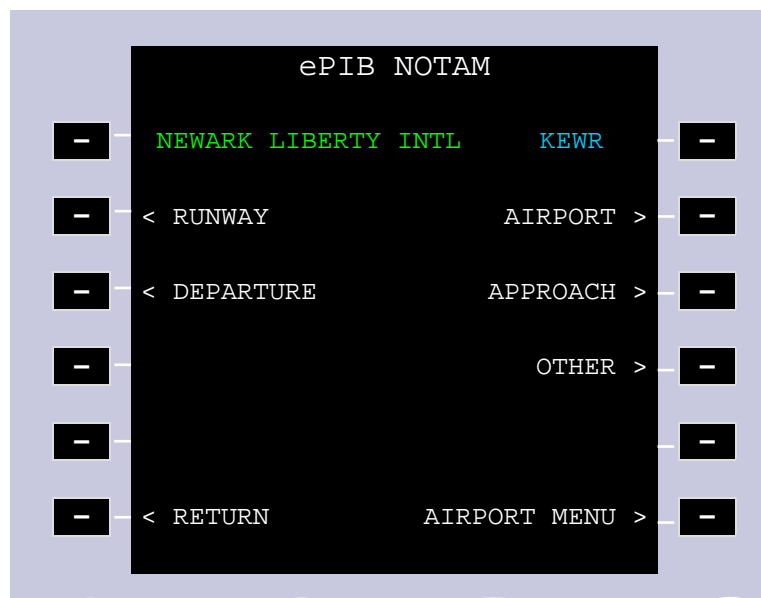 ePIB NOTAM
NEWARK LIBERTY INTL KEWR
< RUNWAY AIRPORT >
< DEPARTURE APPROACH >
OTHER >
< RETURN AIRPORT MENU >